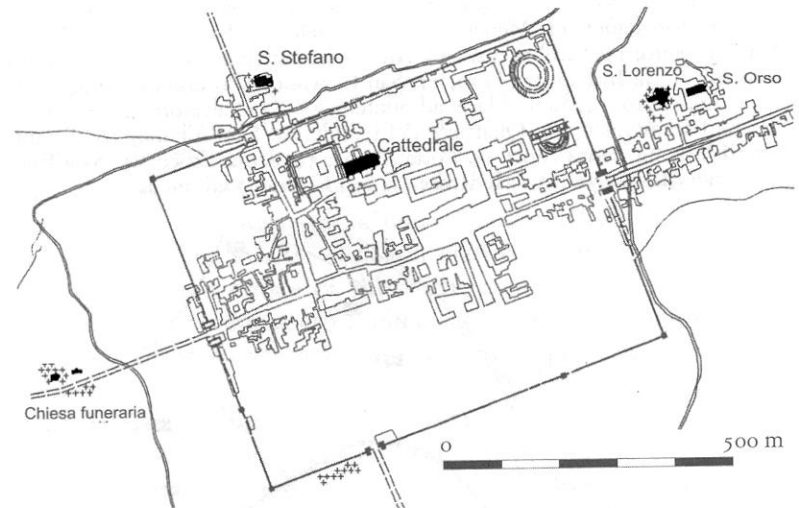 S. Stefano
S. Lorenzo
S. Orso
Cattedrale
Chiesa funeraria
0 500 m